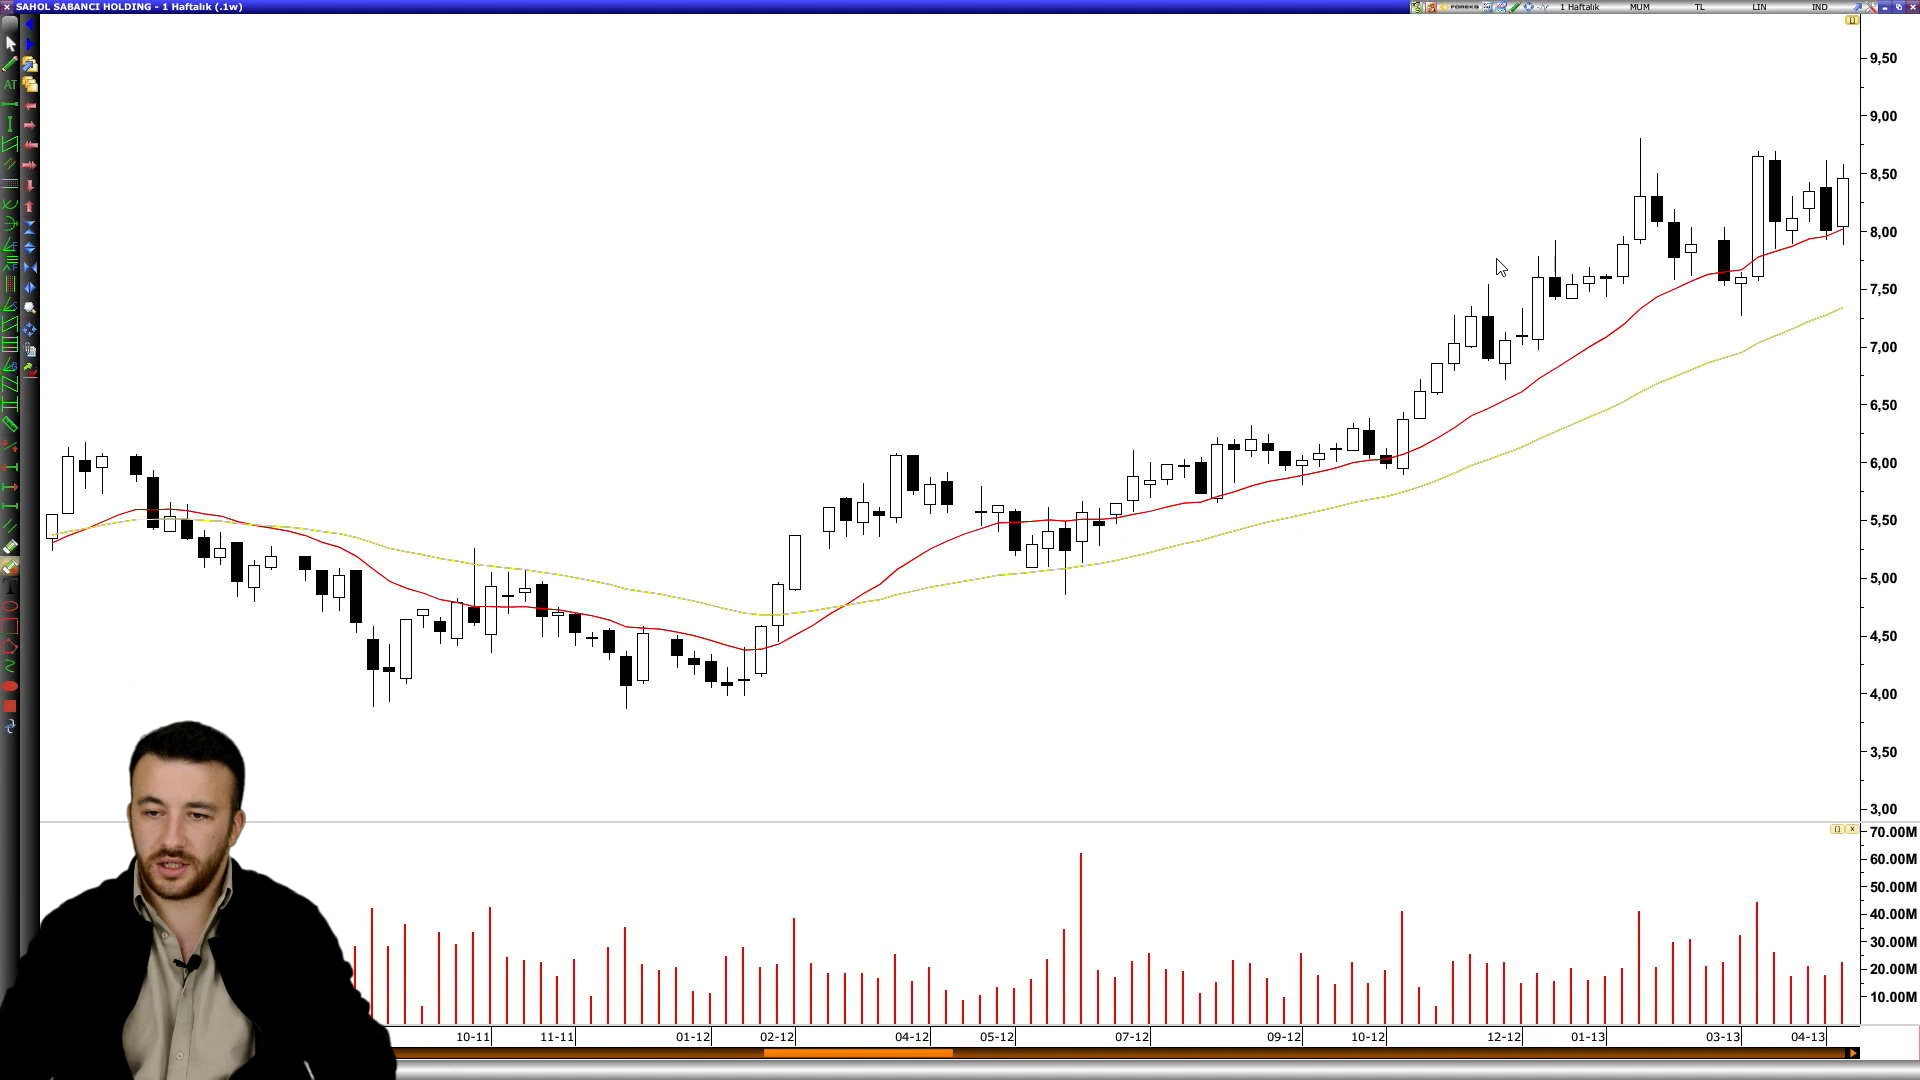 SAHOL SABANCI HOLDING - 1 Haftalık (.1w)
FOREKS 1 Haftalık MUM TL LIN IND
9,50
9,00
8,50
8,00
7,50
7,00
6,50
6,00
5,50
5,00
4,50
4,00
3,50
3,00
70.00M
60.00M
50.00M
40.00M
30.00M
20.00M
10.00M
10-11 11-11 01-12 02-12 04-12 05-12 07-12 09-12 10-12 12-12 01-13 03-13 04-13
AT